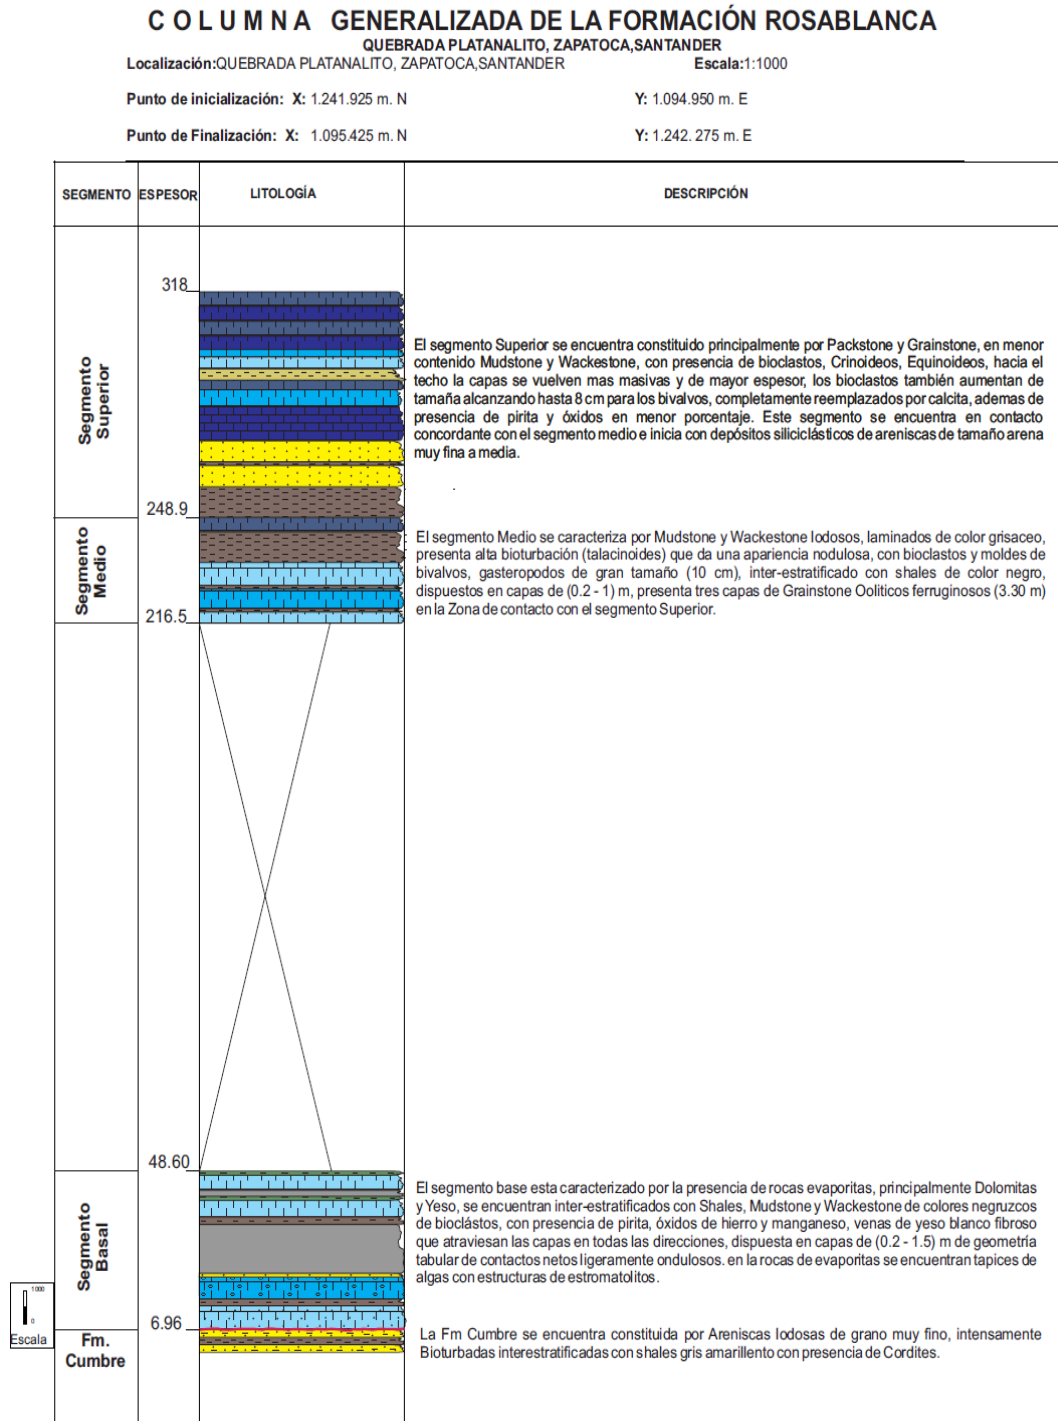 C O L U M N A GENERALIZADA DE LA FORMACIÓN ROSABLANCA
QUEBRADA PLATANALITO, ZAPATOCA,SANTANDER
Localización:QUEBRADA PLATANALITO, ZAPATOCA,SANTANDER Escala:1:1000
Punto de inicialización: X: 1.241.925 m. N Y: 1.094.950 m. E
Punto de Finalización: X: 1.095.425 m. N Y: 1.242. 275 m. E
SEGMENTO ESPESOR LITOLOGÍA DESCRIPCIÓN
318
Segmento
Superior
El segmento Superior se encuentra constituido principalmente por Packstone y Grainstone, en menor
contenido Mudstone y Wackestone, con presencia de bioclastos, Crinoideos, Equinoideos, hacia el
techo la capas se vuelven mas masivas y de mayor espesor, los bioclastos también aumentan de
tamaña alcanzando hasta 8 cm para los bivalvos, completamente reemplazados por calcita, ademas de
presencia de pirita y óxidos en menor porcentaje. Este segmento se encuentra en contacto
concordante con el segmento medio e inicia con depósitos siliciclásticos de areniscas de tamaño arena
muy fina a media.
248.9
Segmento
Medio
El segmento Medio se caracteriza por Mudstone y Wackestone lodosos, laminados de color grisaceo,
presenta alta bioturbación (talacinoides) que da una apariencia nodulosa, con bioclastos y moldes de
bivalvos, gasteropodos de gran tamaño (10 cm), inter-estratificado con shales de color negro,
dispuestos en capas de (0.2 - 1) m, presenta tres capas de Grainstone Ooliticos ferruginosos (3.30 m)
en la Zona de contacto con el segmento Superior.
216.5
48.60
Segmento
Basal
El segmento base esta caracterizado por la presencia de rocas evaporitas, principalmente Dolomitas
y Yeso, se encuentran inter-estratificados con Shales, Mudstone y Wackestone de colores negruzcos
de bioclástos, con presencia de pirita, óxidos de hierro y manganeso, venas de yeso blanco fibroso
que atraviesan las capas en todas las direcciones, dispuesta en capas de (0.2 - 1.5) m de geometría
tabular de contactos netos ligeramente ondulosos. en la rocas de evaporitas se encuentran tapices de
algas con estructuras de estromatolitos.
1000
0
Escala
6.96
Fm.
Cumbre
La Fm Cumbre se encuentra constituida por Areniscas lodosas de grano muy fino, intensamente
Bioturbadas interestratificadas con shales gris amarillento con presencia de Cordites.